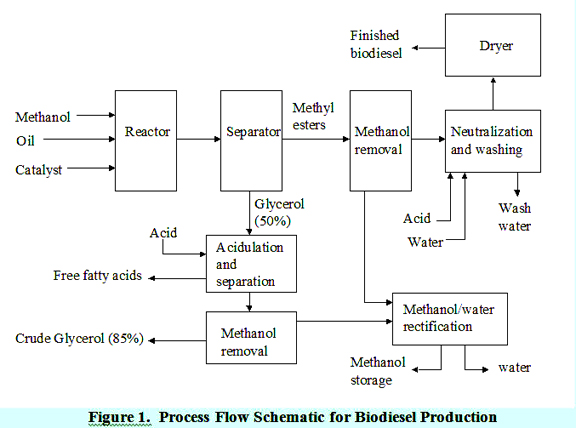 Finished
biodiesel
Dryer
Methanol
Oil
Catalyst
Reactor
Separator
Methyl
esters
Methanol
removal
Neutralization
and washing
Glycerol
(50%)
Acid
Water
Wash
water
Acid
Acidulation
and
separation
Free fatty acids
Methanol
removal
Crude Glycerol (85%)
Methanol/water
rectification
Methanol
storage
water
Figure 1. Process Flow Schematic for Biodiesel Production